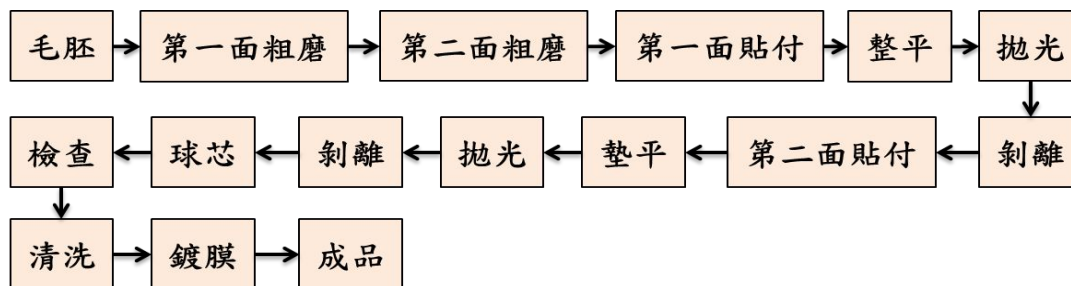 毛胚 第一面粗磨 第二面粗磨 第一面貼付 整平 拋光
檢查 球芯 剝離 拋光 墊平 第二面貼付 剝離
清洗 鍍膜 成品